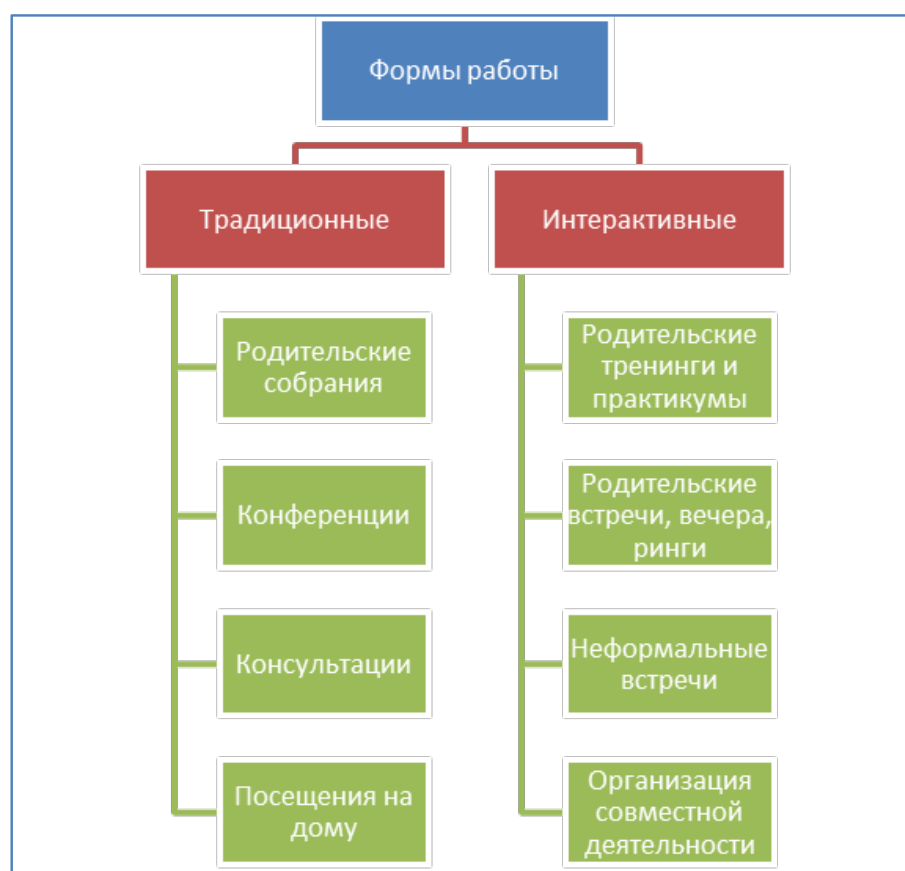 Формы работы
Традиционные
Родительские
собрания
Конференции
Консультации
Посещения на
дому
Интерактивные
Родительские
тренинги и
практикумы
Родительские
встречи, вечера,
ринги
Неформальные
встречи
Организация
совместной
деятельности